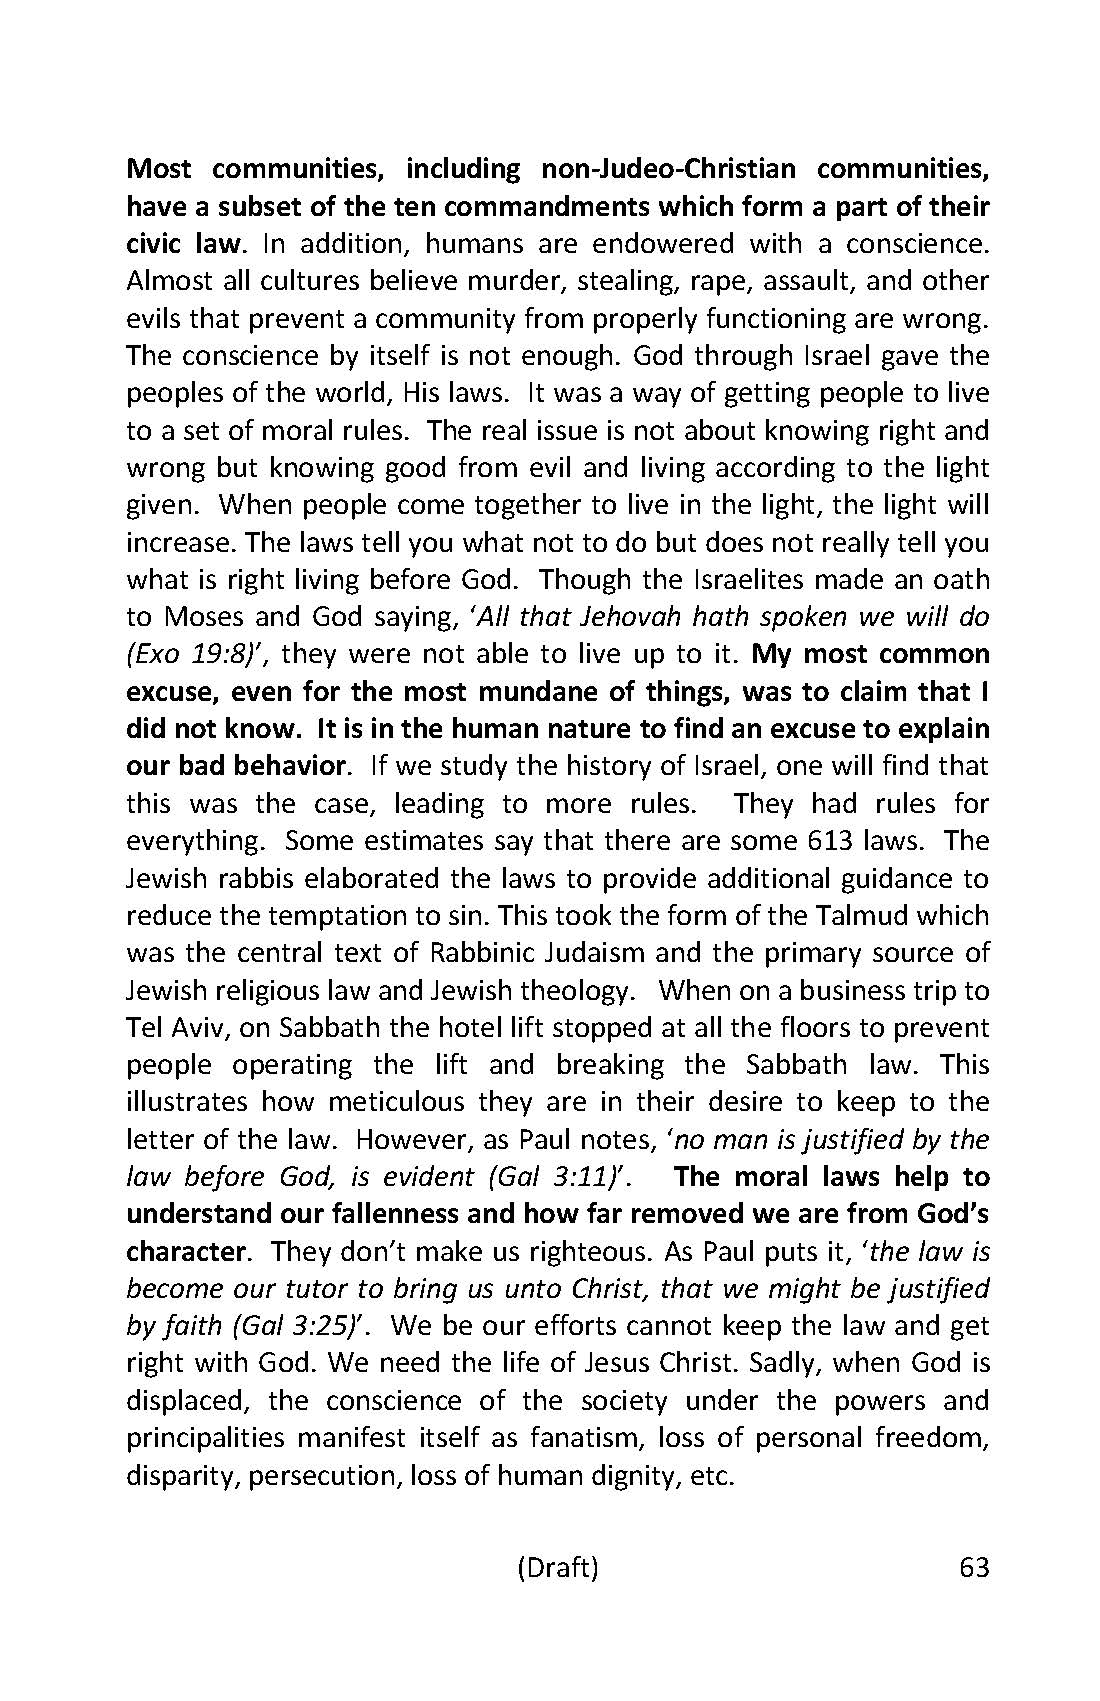 Most communities, including non-Judeo-Christian communities,
have a subset of the ten commandments which form a part of their
civic law. In addition, humans are endowered with a conscience.
Almost all cultures believe murder, stealing, rape, assault, and other
evils that prevent a community from properly functioning are wrong.
The conscience by itself is not enough. God through Israel gave the
peoples of the world, His laws. It was a way of getting people to live
to a set of moral rules. The real issue is not about knowing right and
wrong but knowing good from evil and living according to the light
given. When people come together to live in the light, the light will
increase. The laws tell you what not to do but does not really tell you
what is right living before God. Though the Israelites made an oath
to Moses and God saying, ‘All that Jehovah hath spoken we will do
(Exo 19:8)’, they were not able to live up to it. My most common
excuse, even for the most mundane of things, was to claim that I
did not know. It is in the human nature to find an excuse to explain
our bad behavior. If we study the history of Israel, one will find that
this was the case, leading to more rules. They had rules for
everything. Some estimates say that there are some 613 laws. The
Jewish rabbis elaborated the laws to provide additional guidance to
reduce the temptation to sin. This took the form of the Talmud which
was the central text of Rabbinic Judaism and the primary source of
Jewish religious law and Jewish theology. When on a business trip to
Tel Aviv, on Sabbath the hotel lift stopped at all the floors to prevent
people operating the lift and breaking the Sabbath law. This
illustrates how meticulous they are in their desire to keep to the
letter of the law. However, as Paul notes, ‘no man is justified by the
law before God, is evident (Gal 3:11)’. The moral laws help to
understand our fallenness and how far removed we are from God’s
character. They don’t make us righteous. As Paul puts it, ‘the law is
become our tutor to bring us unto Christ, that we might be justified
by faith (Gal 3:25)’. We be our efforts cannot keep the law and get
right with God. We need the life of Jesus Christ. Sadly, when God is
displaced, the conscience of the society under the powers and
principalities manifest itself as fanatism, loss of personal freedom,
disparity, persecution, loss of human dignity, etc.
(Draft) 63